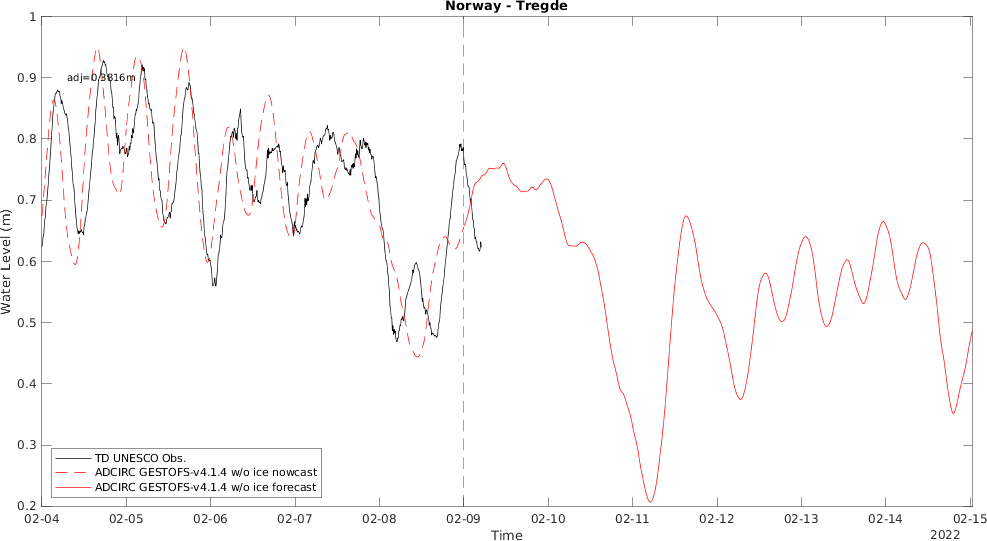 Norway - Tregde
1
0.9
0.8
0.7
0.6
0.5
0.4
0.3
0.2
Water Level (m)
adj=0.3816m
TD UNESCO Obs.
ADCIRC GESTOFS-v4.1.4 w/o ice nowcast
ADCIRC GESTOFS-v4.1.4 w/o ice forecast
02-04 02-05 02-06 02-07 02-08 02-09 02-10 02-11 02-12 02-13 02-14 02-15
Time
2022